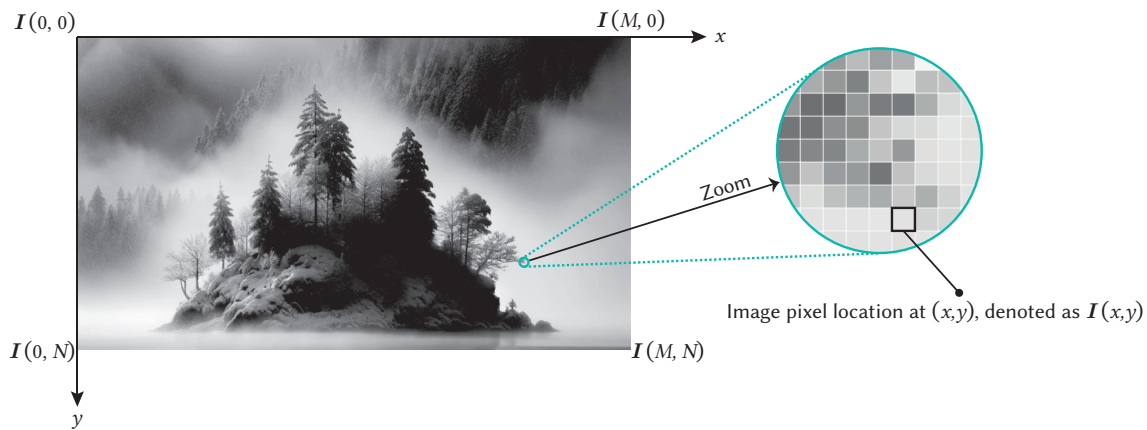 I(0, 0)
I(M, 0)
x
Zoom
Image pixel location at (x,y), denoted as I(x,y)
I(0, N)
I(M, N)
y